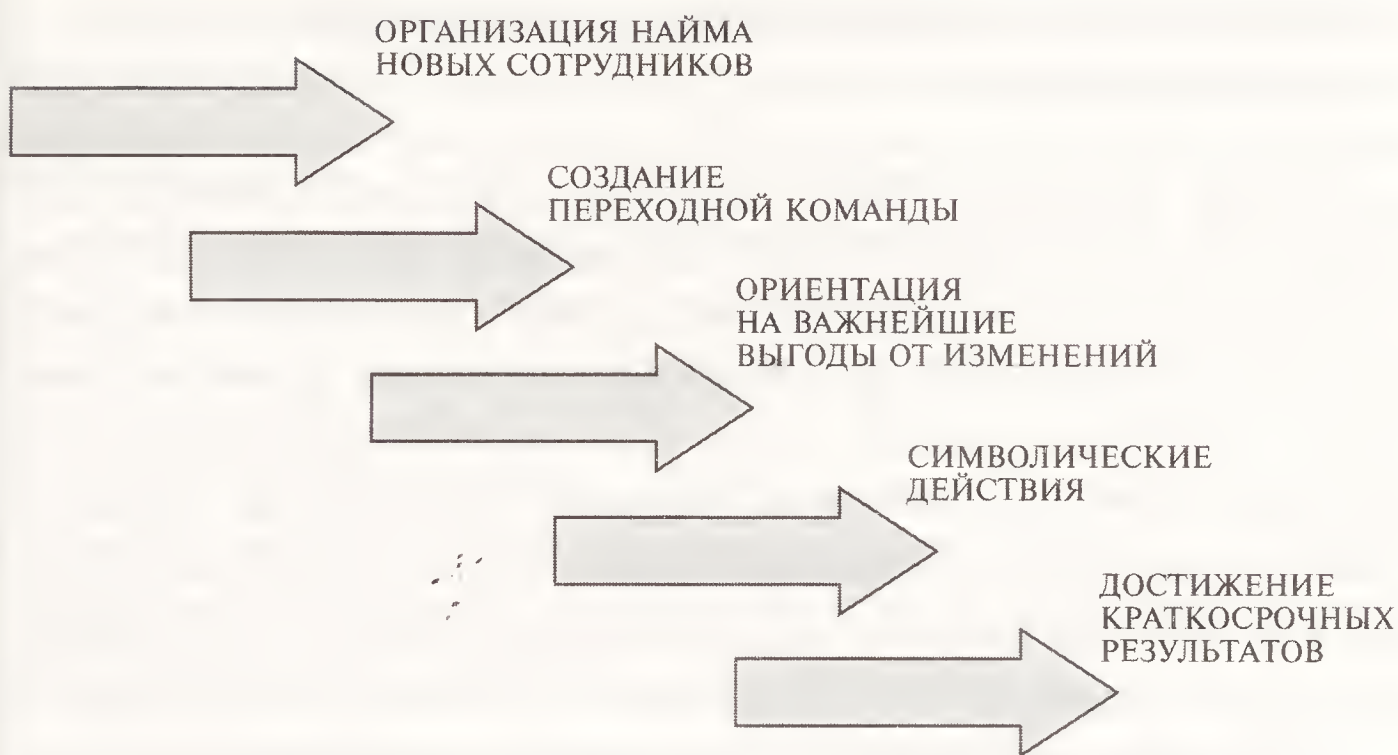 ОРГАНИЗАЦИЯ НАЙМА
НОВЫХ СОТРУДНИКОВ
СОЗДАНИЕ
ПЕРЕХОДНОЙ КОМАНДЫ
ОРИЕНТАЦИЯ
НА ВАЖНЕЙШИЕ
ВЫГОДЫ ОТ ИЗМЕНЕНИЙ
СИМВОЛИЧЕСКИЕ
ДЕЙСТВИЯ
ДОСТИЖЕНИЕ
КРАТКОСРОЧНЫХ
РЕЗУЛЬТАТОВ